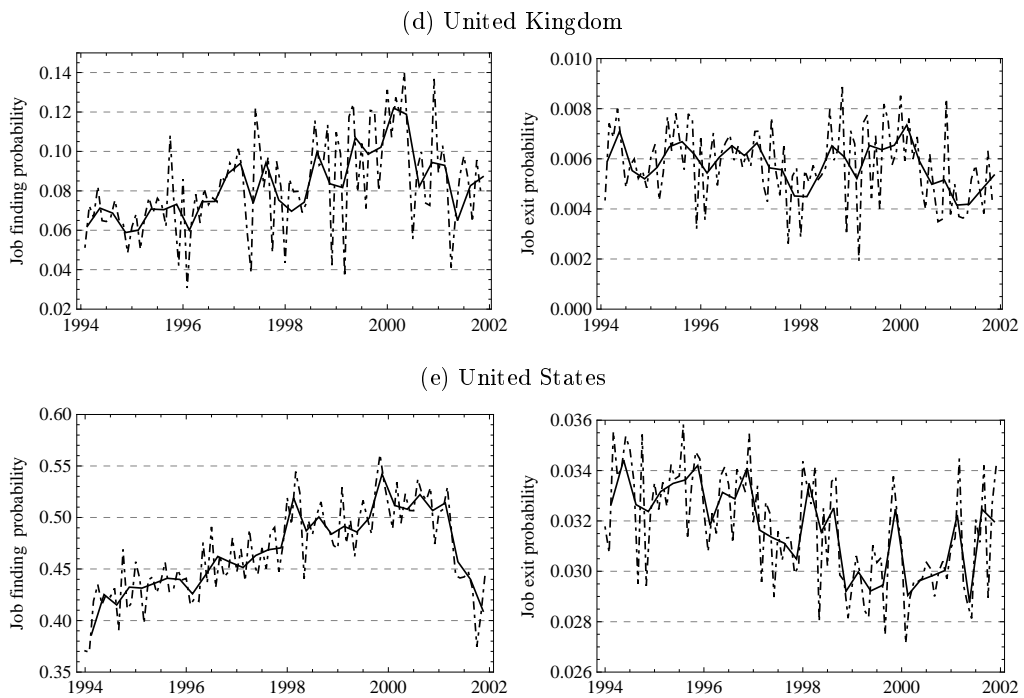 (d) United Kingdom
Job finding probability
0.14
0.12
0.10
0.08
0.06
0.04
0.02
1994 1996 1998 2000 2002
Job exit probability
0.010
0.008
0.006
0.004
0.002
0.000
1994 1996 1998 2000 2002
(e) United States
Job finding probability
0.60
0.55
0.50
0.45
0.40
0.35
1994 1996 1998 2000 2002
Job exit probability
0.036
0.034
0.032
0.030
0.028
0.026
1994 1996 1998 2000 2002